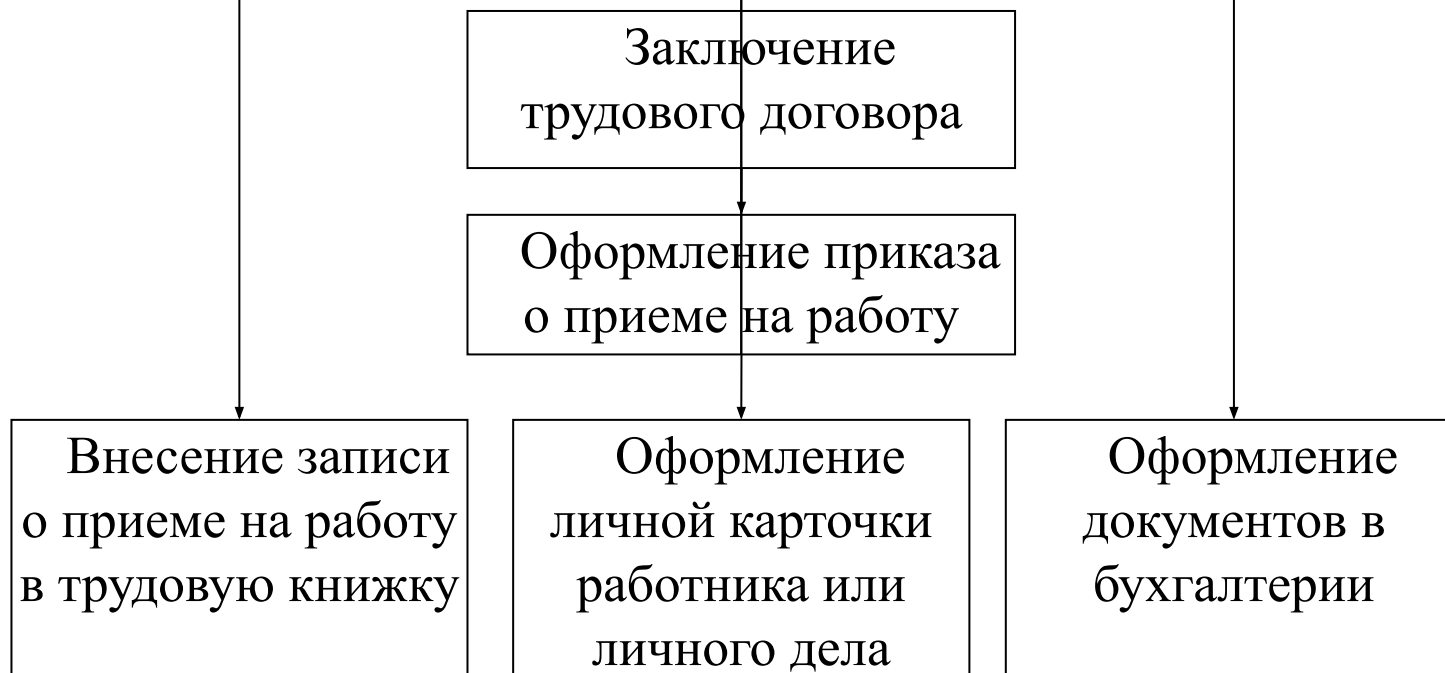 Заключение
трудового договора
Оформление приказа
о приеме на работу
Внесение записи
о приеме на работу
в трудовую книжку
Оформление
личной карточки
работника или
личного дела
Оформление
документов в
бухгалтерии